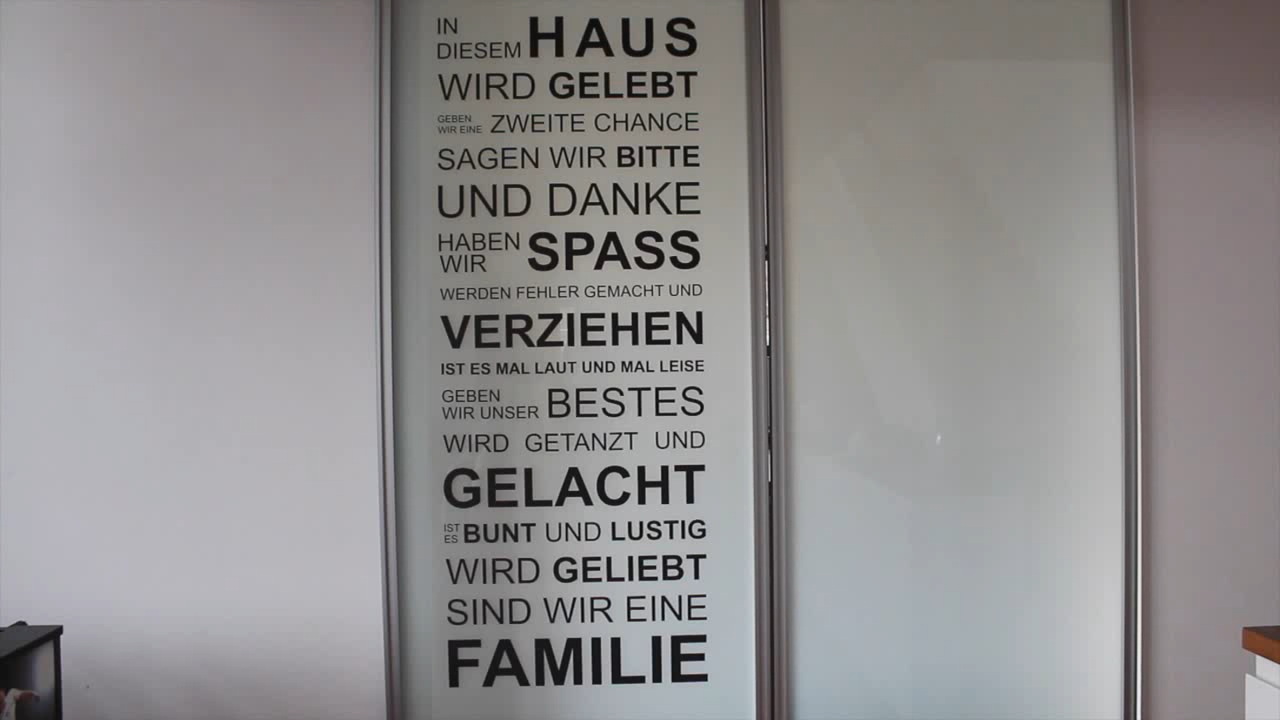 IN
DIESEM HAUS
WIRD GELEBT
GEBEN
WIR EINE ZWEITE CHANCE
SAGEN WIR BITTE
UND DANKE
HABEN
WIR SPASS
WERDEN FEHLER GEMACHT UND
VERZIEHEN
IST ES MAL LAUT UND MAL LEISE
GEBEN
WIR UNSER BESTES
WIRD GETANZT UND
GELACHT
IST
ES BUNT UND LUSTIG
WIRD GELIEBT
SIND WIR EINE
FAMILIE